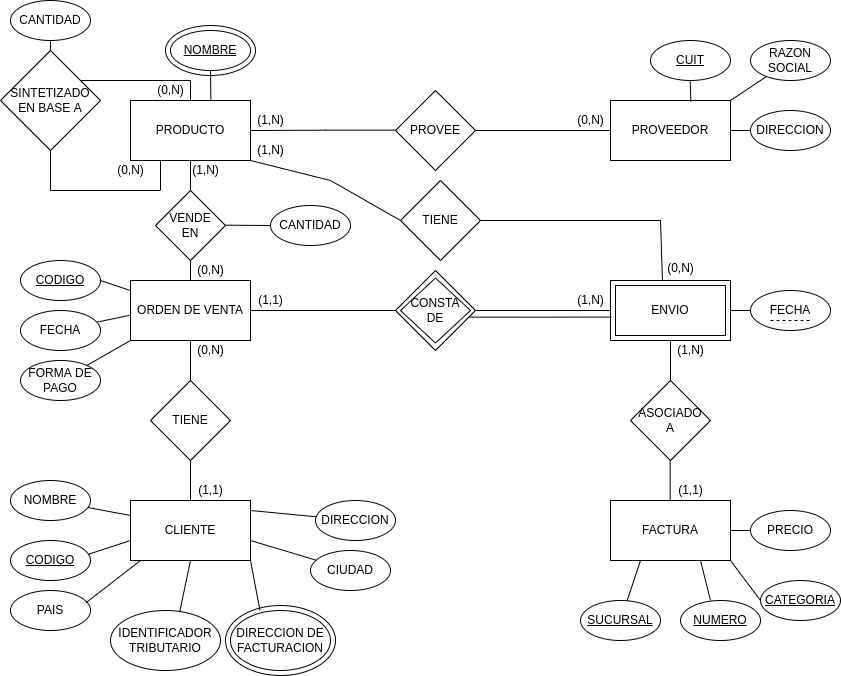 CANTIDAD
NOMBRE
CUIT
RAZON
SOCIAL
SINTETIZADO
EN BASE A
(0,N)
PRODUCTO
(1,N)
PROVEE
(0,N)
PROVEEDOR
DIRECCION
(1,N)
(0,N)
(1,N)
VENDE
EN
CANTIDAD
TIENE
(0,N)
(0,N)
CODIGO
ORDEN DE VENTA
(1,1)
CONSTA
DE
(1,N)
ENVIO
FECHA
FECHA
(0,N)
(1,N)
FORMA DE
PAGO
TIENE
ASOCIADO
A
(1,1)
(1,1)
NOMBRE
CLIENTE
DIRECCION
FACTURA
PRECIO
CODIGO
CIUDAD
PAIS
CATEGORIA
IDENTIFICADOR
TRIBUTARIO
DIRECCION DE
FACTURACION
SUCURSAL
NUMERO